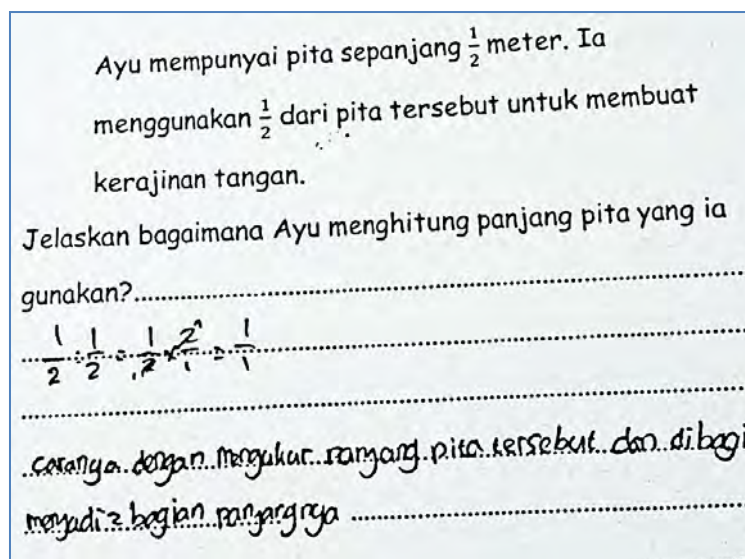 Ayu mempunyai pita sepanjang 1/2 meter. Ia
menggunakan 1/2 dari pita tersebut untuk membuat
kerajinan tangan.
Jelaskan bagaimana Ayu menghitung panjang pita yang ia
gunakan?
1/2 ÷ 1/2 = 1/2 × 2/1 = 1/1
caranya dengan mengukur panjang pita tersebut dan dibagi
menjadi 2 bagian panjangnya